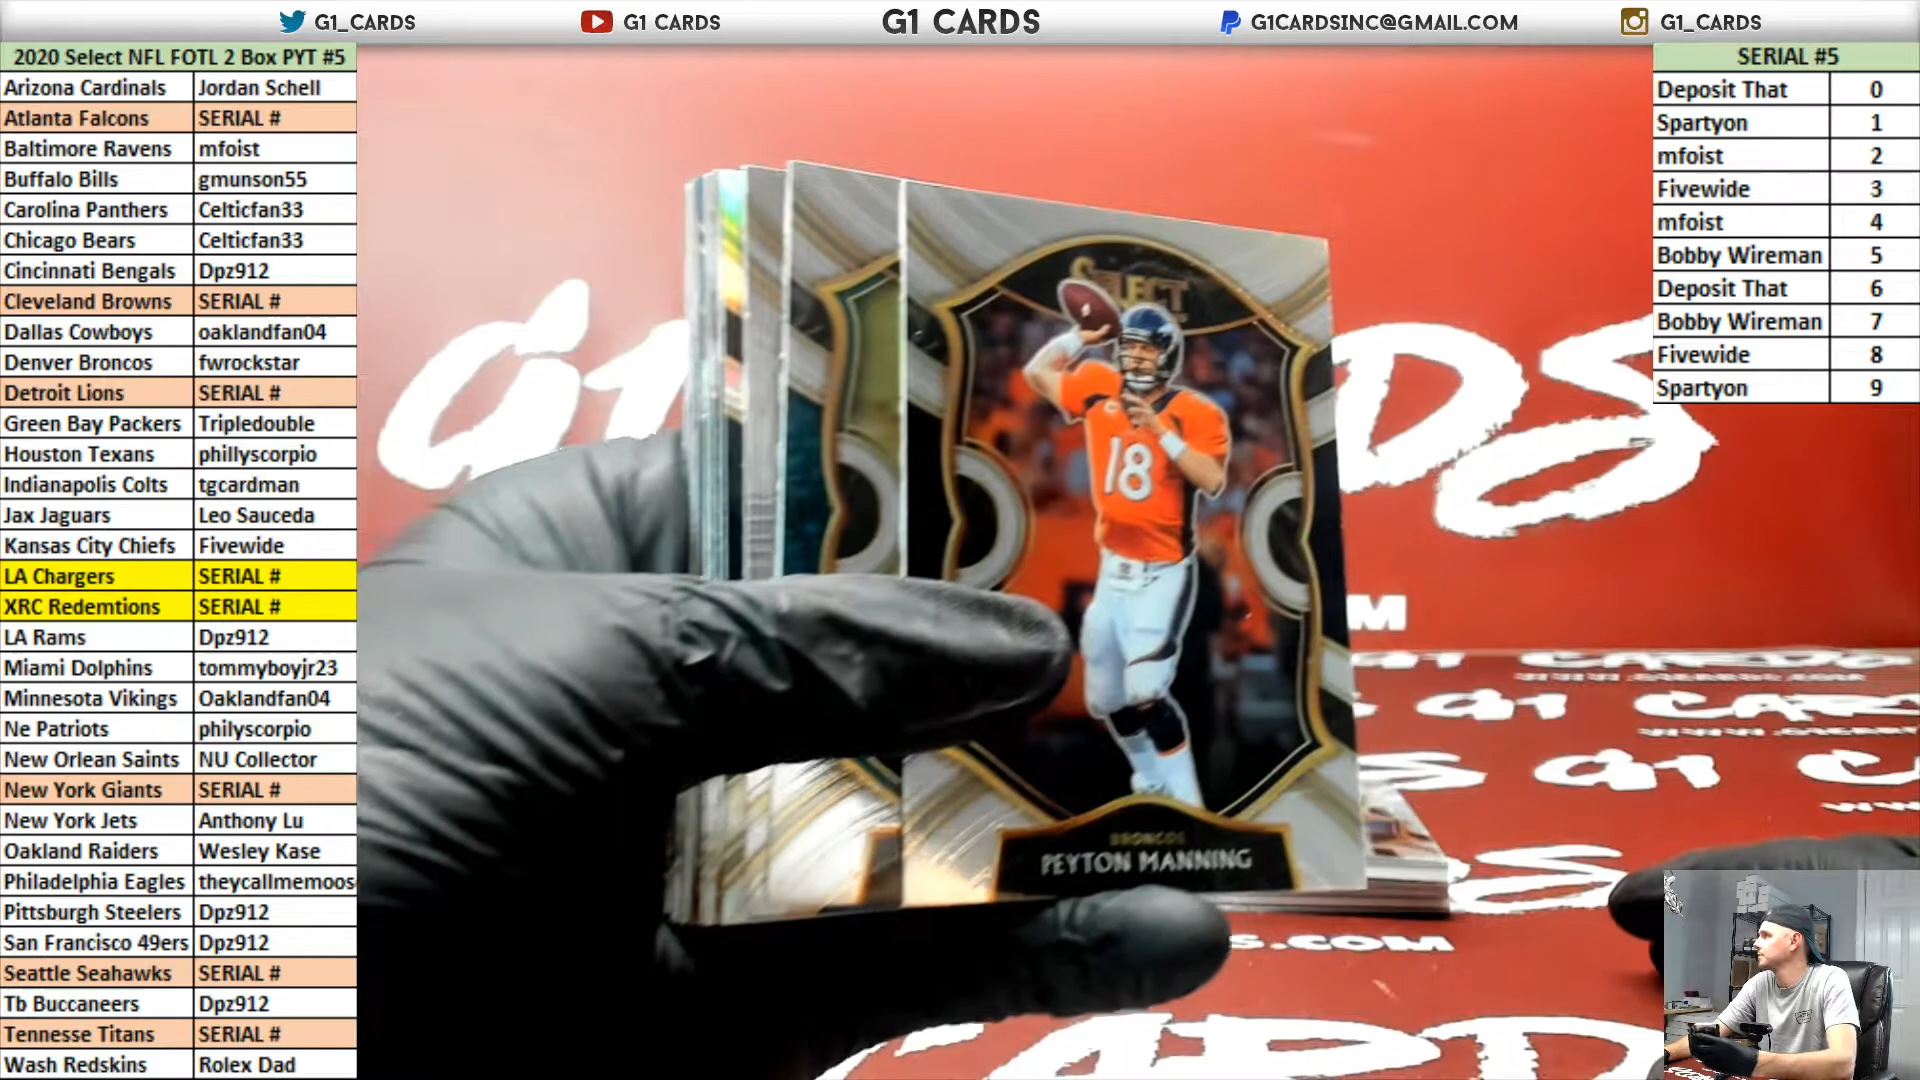 G1_CARDS
G1 CARDS
G1 CARDS
G1CARDSINC@GMAIL.COM
G1_CARDS
2020 Select NFL FOTL 2 Box PYT #5
Arizona Cardinals Jordan Schell
Atlanta Falcons SERIAL #
Baltimore Ravens mfoist
Buffalo Bills gmunson55
Carolina Panthers Celticfan33
Chicago Bears Celticfan33
Cincinnati Bengals Dpz912
Cleveland Browns SERIAL #
Dallas Cowboys oaklandfan04
Denver Broncos fwrockstar
Detroit Lions SERIAL #
Green Bay Packers Tripledouble
Houston Texans phillyscorpio
Indianapolis Colts tgcardman
Jax Jaguars Leo Sauceda
Kansas City Chiefs Fivewide
LA Chargers SERIAL #
XRC Redemtions SERIAL #
LA Rams Dpz912
Miami Dolphins tommyboyjr23
Minnesota Vikings Oaklandfan04
Ne Patriots philyscorpio
New Orlean Saints NU Collector
New York Giants SERIAL #
New York Jets Anthony Lu
Oakland Raiders Wesley Kase
Philadelphia Eagles theycallmemoos
Pittsburgh Steelers Dpz912
San Francisco 49ers Dpz912
Seattle Seahawks SERIAL #
Tb Buccaneers Dpz912
Tennesse Titans SERIAL #
Wash Redskins Rolex Dad
SERIAL #5
Deposit That 0
Spartyon 1
mfoist 2
Fivewide 3
mfoist 4
Bobby Wireman 5
Deposit That 6
Bobby Wireman 7
Fivewide 8
Spartyon 9
SELECT
18
BRONCOS
PEYTON MANNING
S.COM